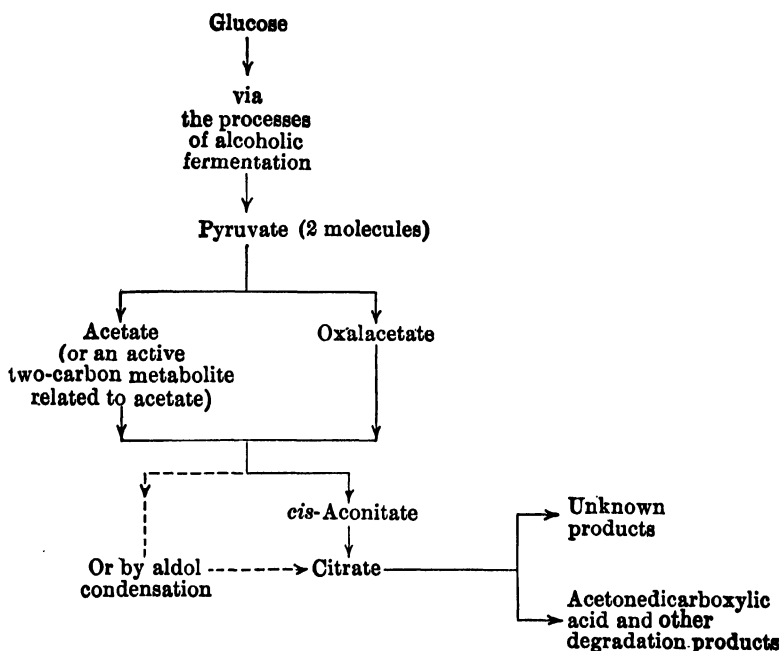 Glucose
via
the processes
of alcoholic
fermentation
Pyruvate (2 molecules)
Acetate
(or an active
two-carbon metabolite
related to acetate)
Oxalacetate
cis-Aconitate
Or by aldol
condensation
Citrate
Unknown
products
Acetonedicarboxylic
acid and other
degradation products